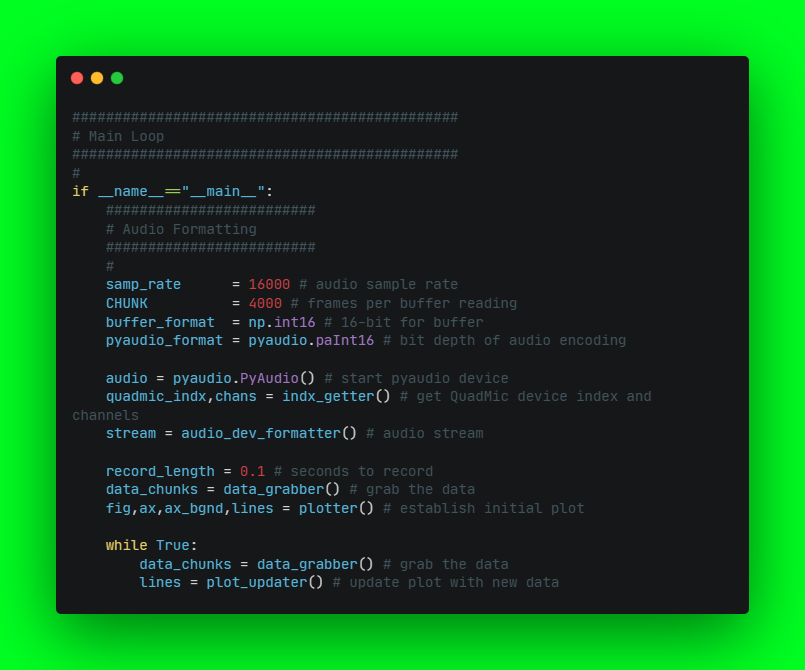 ##############################################
# Main Loop
##############################################
#
if __name__=="__main__":
    #########################
    # Audio Formatting
    #########################
    #
    samp_rate      = 16000 # audio sample rate
    CHUNK          = 4000 # frames per buffer reading
    buffer_format  = np.int16 # 16-bit for buffer
    pyaudio_format = pyaudio.paInt16 # bit depth of audio encoding

    audio = pyaudio.PyAudio() # start pyaudio device
    quadmic_indx,chans = indx_getter() # get QuadMic device index and
channels
    stream = audio_dev_formatter() # audio stream

    record_length = 0.1 # seconds to record
    data_chunks = data_grabber() # grab the data
    fig,ax,ax_bgnd,lines = plotter() # establish initial plot

    while True:
        data_chunks = data_grabber() # grab the data
        lines = plot_updater() # update plot with new data